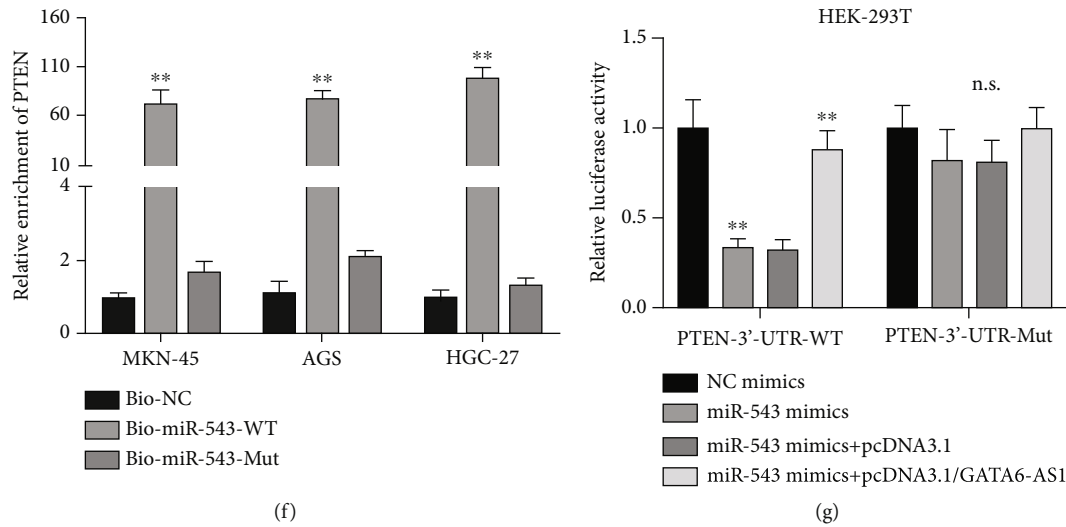 Relative enrichment of PTEN
160
110
60
10
4
2
0
**
**
**
MKN-45
AGS
HGC-27
Bio-NC
Bio-miR-543-WT
Bio-miR-543-Mut
(f)
HEK-293T
Relative luciferase activity
1.5
1.0
0.5
0.0
**
**
n.s.
PTEN-3'-UTR-WT
PTEN-3'-UTR-Mut
NC mimics
miR-543 mimics
miR-543 mimics+pcDNA3.1
miR-543 mimics+pcDNA3.1/GATA6-AS1
(g)